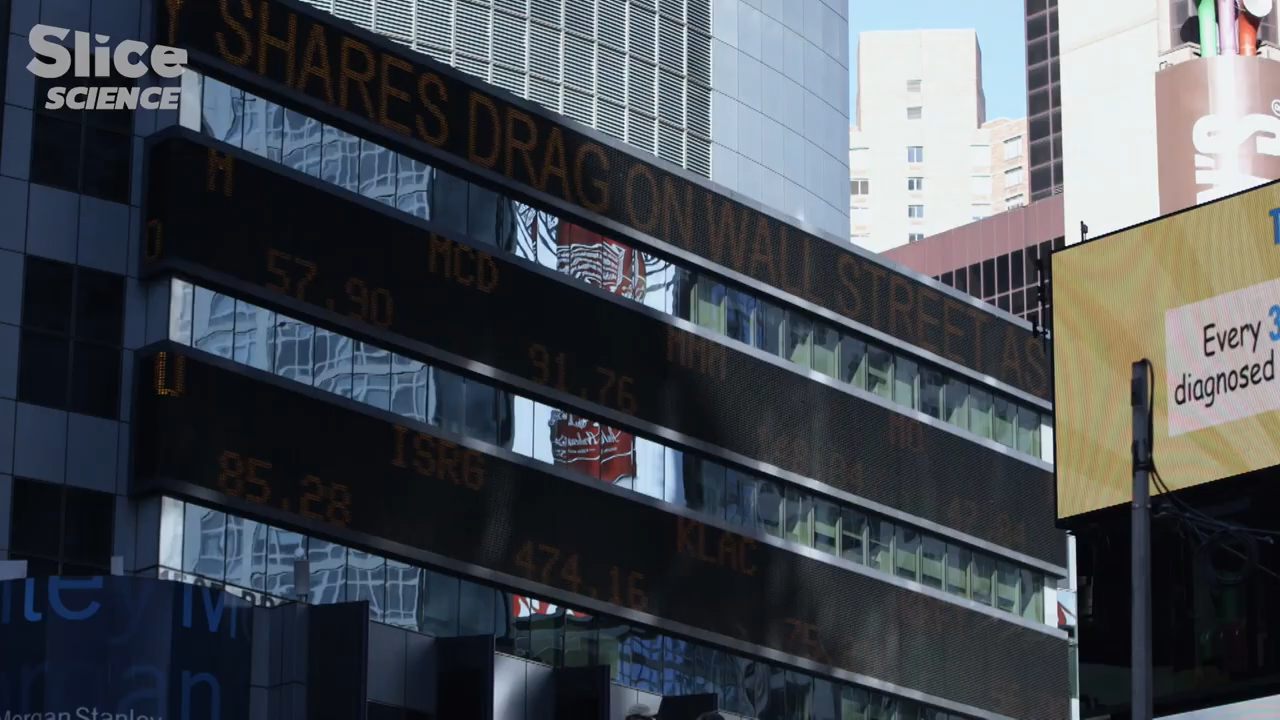 Slice
SCIENCE
SHARES DRAG ON WALL STREET AS
M
MCD
MMM
57.90
91.76
ISRG
KLAC
85.28
474.16
Every 3
diagnosed
Morgan Stanley